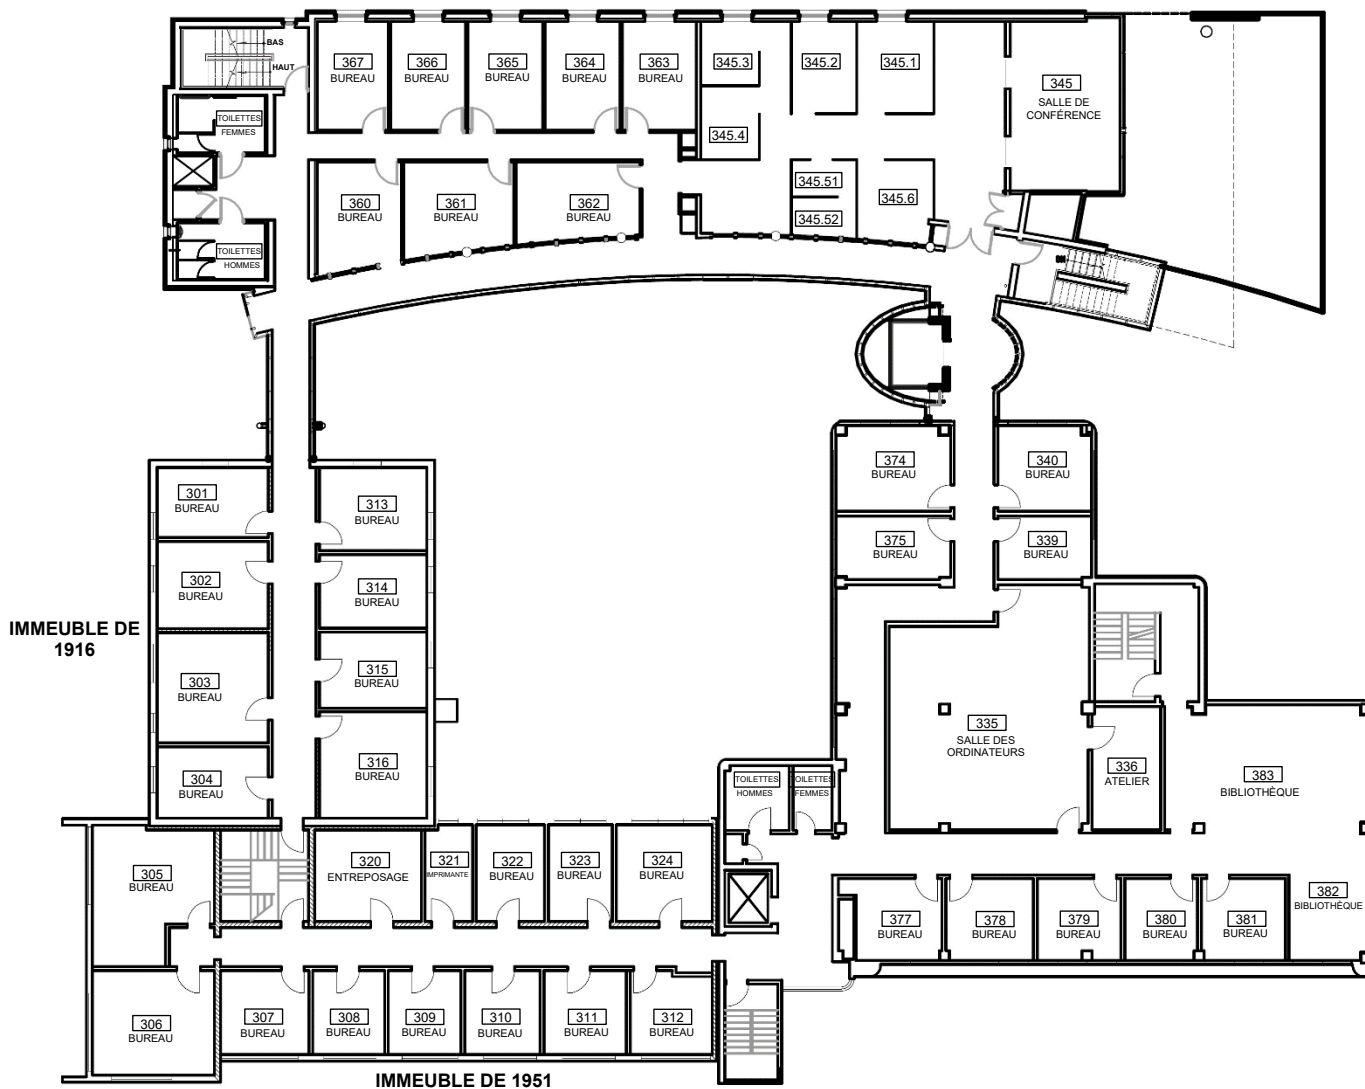 BAS
HAUT
367
BUREAU
366
BUREAU
365
BUREAU
364
BUREAU
363
BUREAU
345.3
345.2
345.1
345
SALLE DE
CONFÉRENCE
TOILETTES
FEMMES
345.4
360
BUREAU
361
BUREAU
362
BUREAU
345.51
345.52
345.6
TOILETTES
HOMMES
374
BUREAU
340
BUREAU
301
BUREAU
313
BUREAU
375
BUREAU
339
BUREAU
302
BUREAU
314
BUREAU
IMMEUBLE DE
1916
303
BUREAU
315
BUREAU
335
SALLE DES
ORDINATEURS
304
BUREAU
316
BUREAU
TOILETTES
HOMMES
TOILETTES
FEMMES
336
ATELIER
383
BIBLIOTHÈQUE
305
BUREAU
320
ENTREPOSAGE
321
IMPRIMANTE
322
BUREAU
323
BUREAU
324
BUREAU
377
BUREAU
378
BUREAU
379
BUREAU
380
BUREAU
381
BUREAU
382
BIBLIOTHÈQUE
306
BUREAU
307
BUREAU
308
BUREAU
309
BUREAU
310
BUREAU
311
BUREAU
312
BUREAU
IMMEUBLE DE 1951